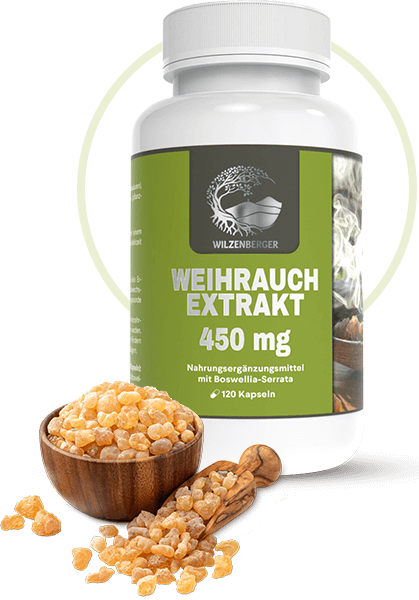 WILZENBERGER
WEIHRAUCH
EXTRAKT
450 mg
Nahrungsergänzungsmittel
mit Boswellia-Serrata
120 Kapseln